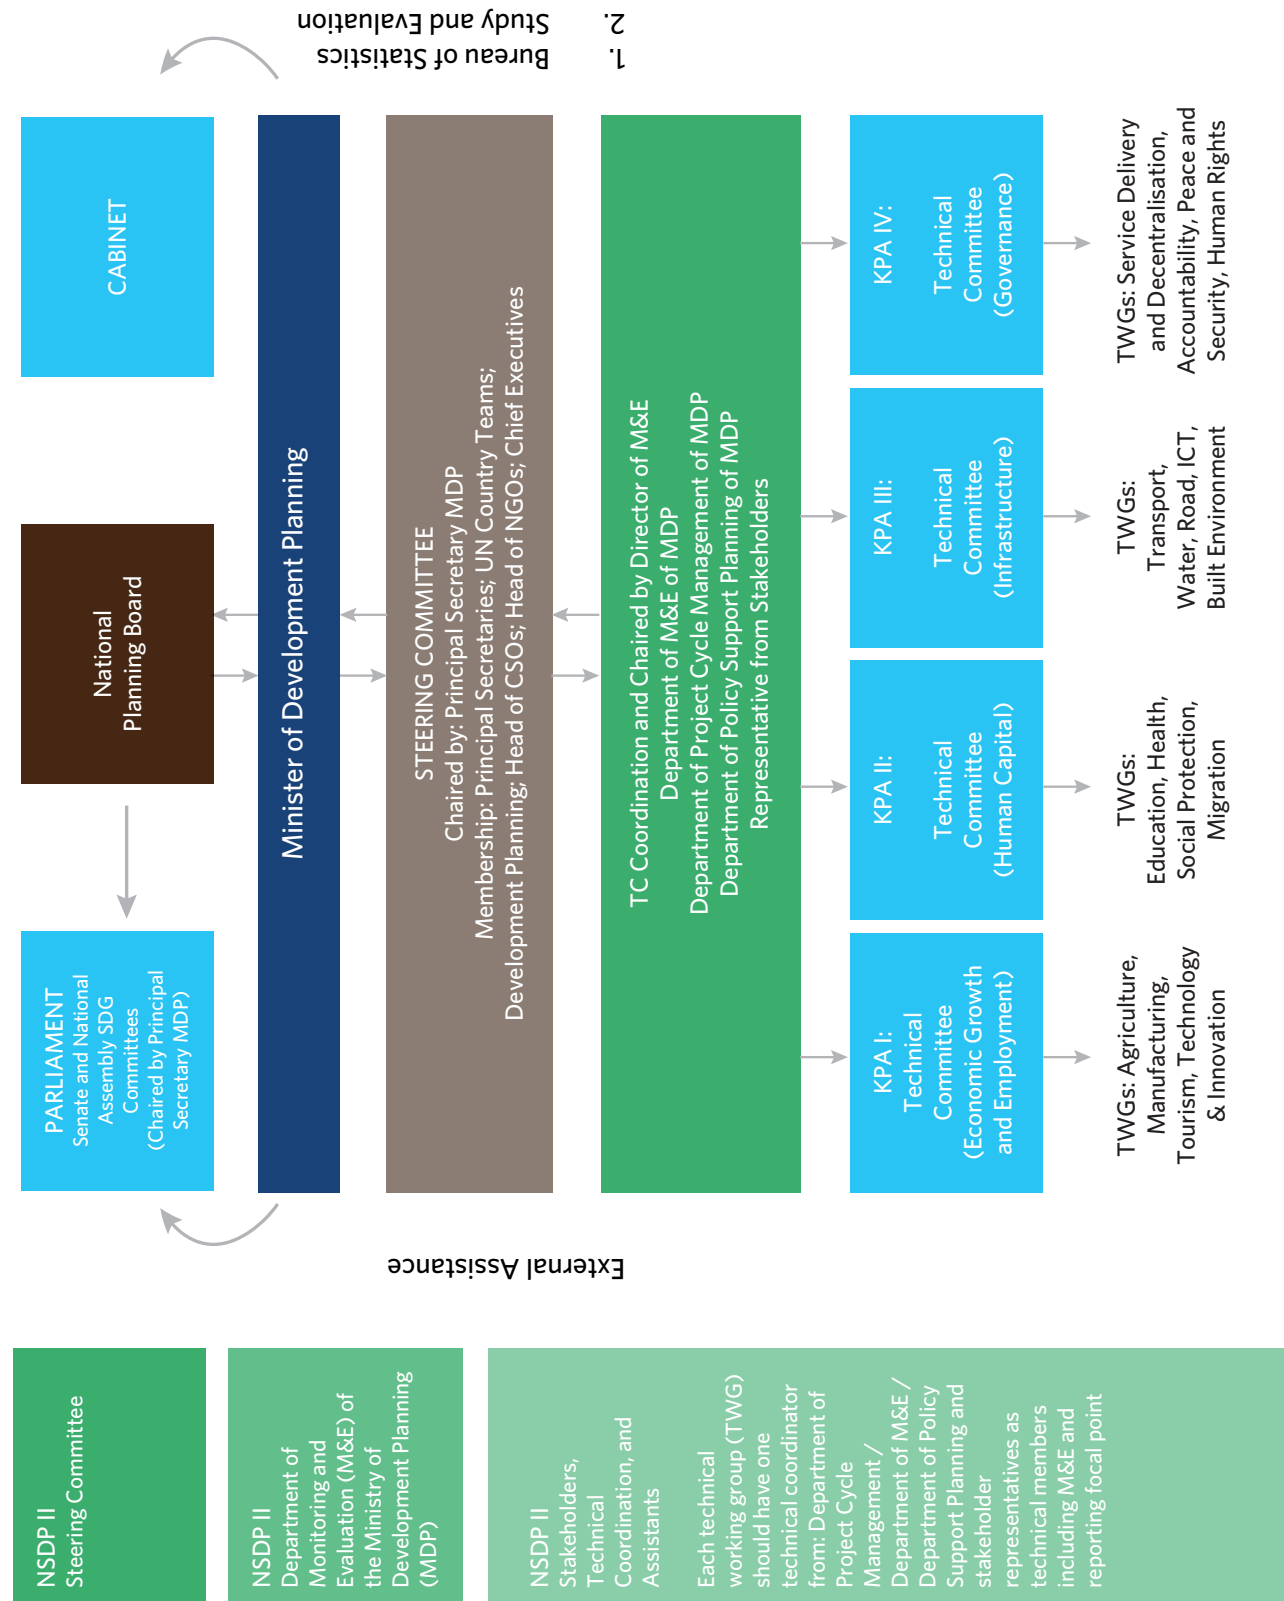 NSDP II
Steering Committee
NSDP II
Department of
Monitoring and
Evaluation (M&E) of
the Ministry of
Development Planning
(MDP)
NSDP II
Stakeholders,
Technical
Coordination, and
Assistants
Each technical
working group (TWG)
should have one
technical coordinator
from: Department of
Project Cycle
Management /
Department of M&E /
Department of Policy
Support Planning and
stakeholder
representatives as
technical members
including M&E and
reporting focal point
External Assistance
PARLIAMENT
Senate and National
Assembly SDG
Committees
(Chaired by Principal
Secretary MDP)
National
Planning Board
CABINET
Minister of Development Planning
STEERING COMMITTEE
Chaired by: Principal Secretary MDP
Membership: Principal Secretaries; UN Country Teams;
Development Planning; Head of CSOs; Head of NGOs; Chief Executives
TC Coordination and Chaired by Director of M&E
Department of M&E of MDP
Department of Project Cycle Management of MDP
Department of Policy Support Planning of MDP
Representative from Stakeholders
KPA I:
Technical
Committee
(Economic Growth
and Employment)
KPA II:
Technical
Committee
(Human Capital)
KPA III:
Technical
Committee
(Infrastructure)
KPA IV:
Technical
Committee
(Governance)
TWGs: Agriculture,
Manufacturing,
Tourism, Technology
& Innovation
TWGs:
Education, Health,
Social Protection,
Migration
TWGs:
Transport,
Water, Road, ICT,
Built Environment
TWGs: Service Delivery
and Decentralisation,
Accountability, Peace and
Security, Human Rights
1. Bureau of Statistics
2. Study and Evaluation